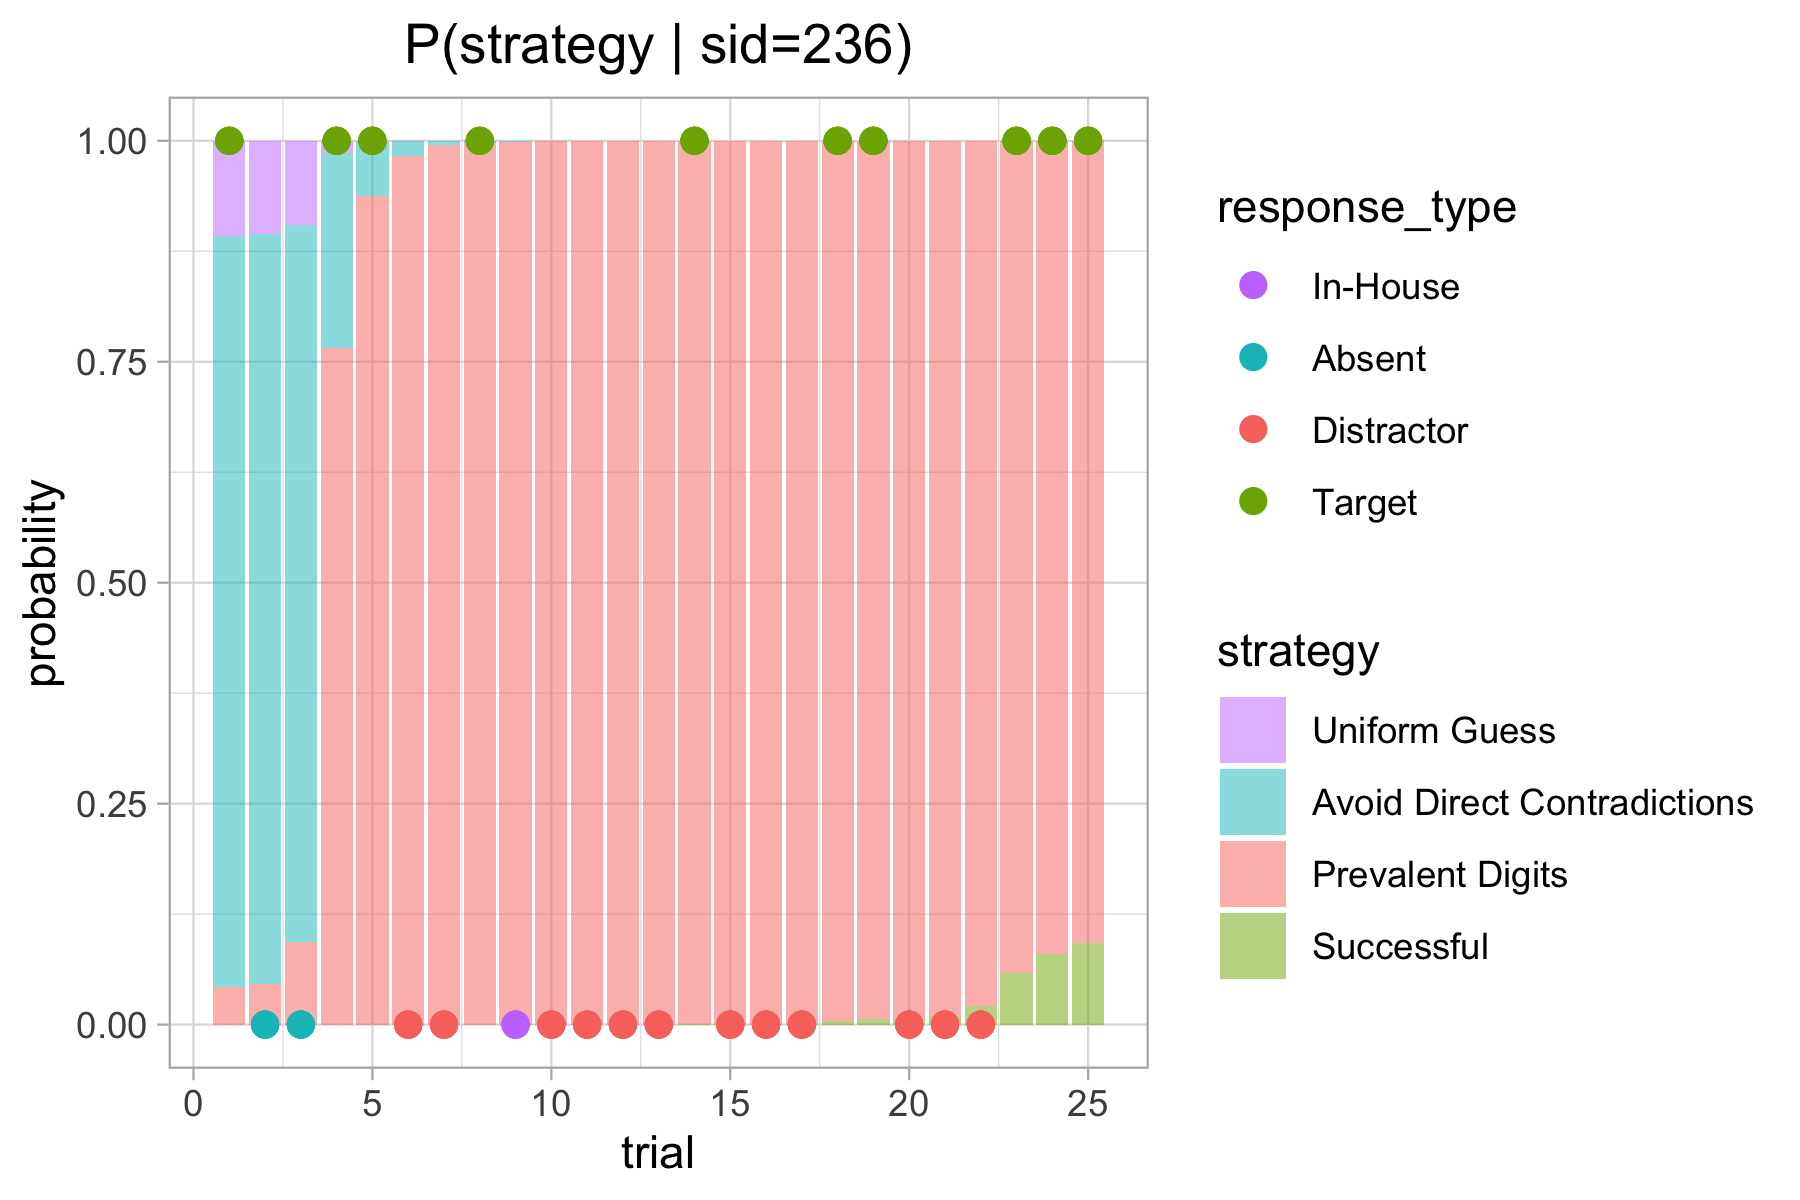 P(strategy | sid=236)
probability
1.00
0.75
0.50
0.25
0.00
0 5 10 15 20 25
trial
response_type
In-House
Absent
Distractor
Target
strategy
Uniform Guess
Avoid Direct Contradictions
Prevalent Digits
Successful